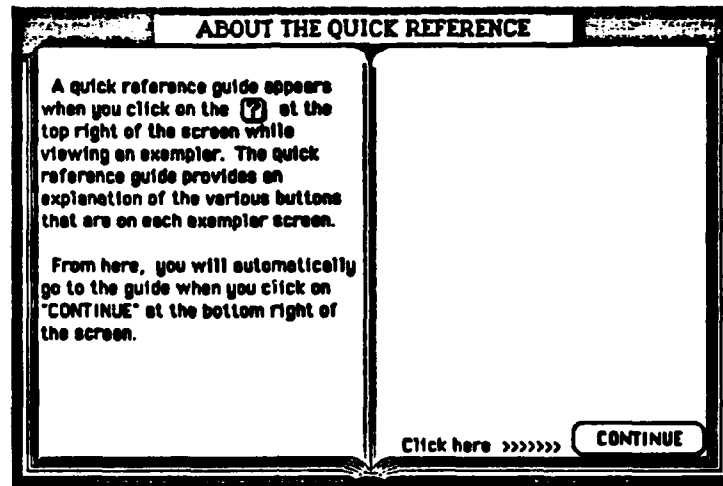 ABOUT THE QUICK REFERENCE
A quick reference guide appears
when you click on the [?] at the
top right of the screen while
viewing an exemplar. The quick
reference guide provides an
explanation of the various buttons
that are on each exemplar screen.
From here, you will automatically
go to the guide when you click on
"CONTINUE" at the bottom right of
the screen.
Click here >>>>>>> CONTINUE